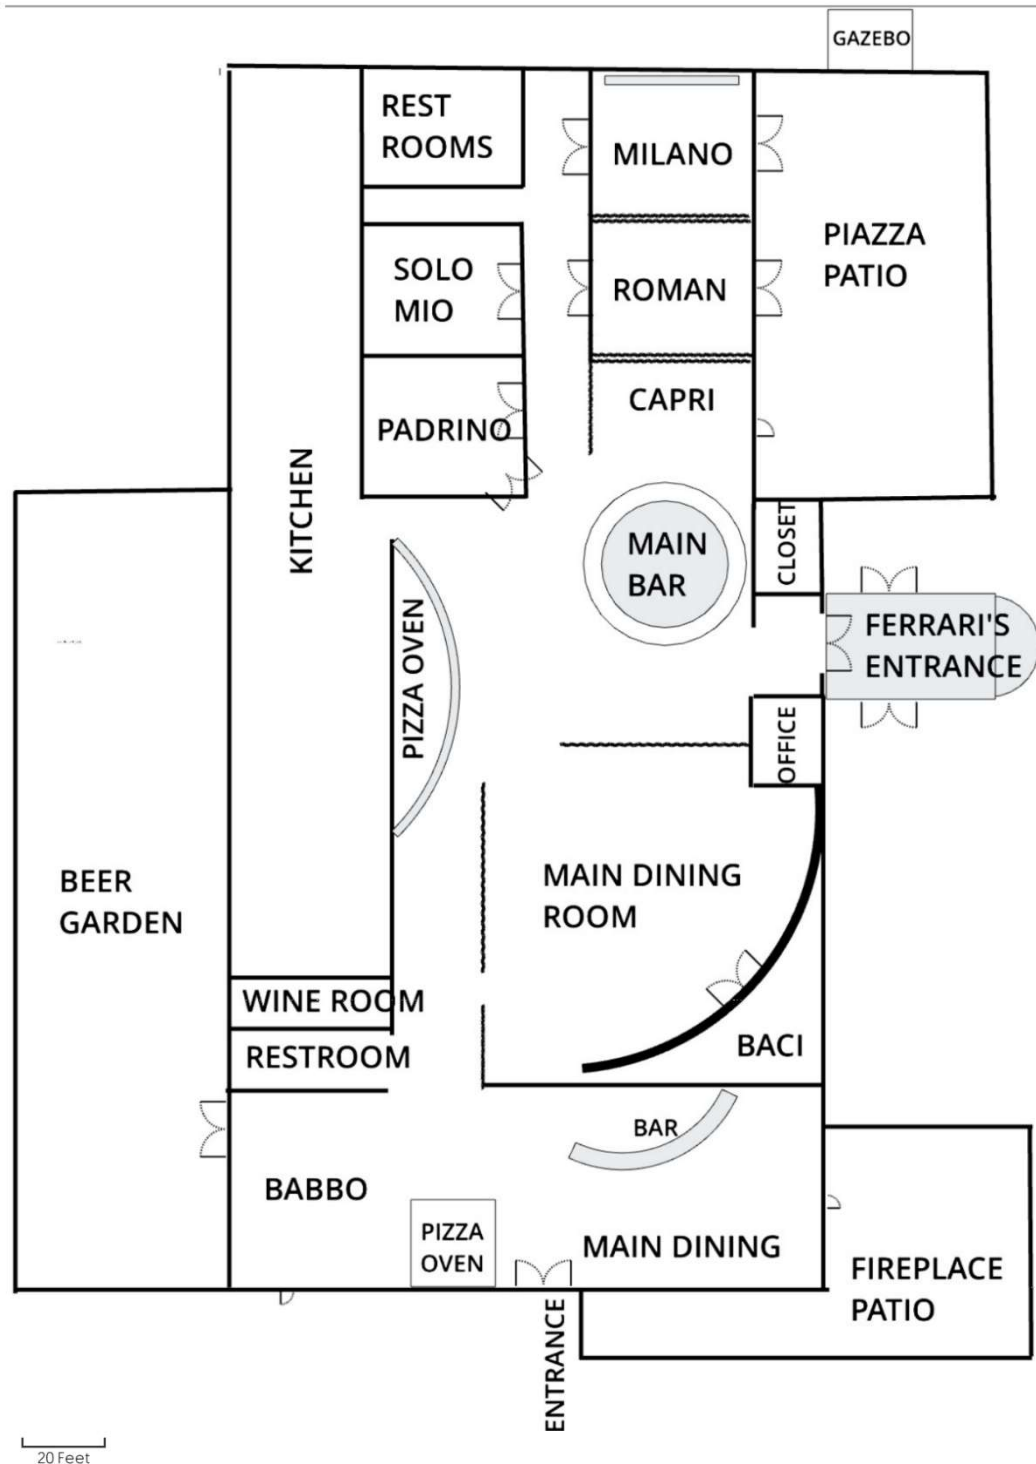 GAZEBO
REST
ROOMS
MILANO
PIAZZA
PATIO
SOLO
MIO
ROMAN
CAPRI
PADRINO
KITCHEN
MAIN
BAR
CLOSET
FERRARI'S
ENTRANCE
PIZZA OVEN
OFFICE
BEER
GARDEN
MAIN DINING
ROOM
WINE ROOM
RESTROOM
BACI
BAR
BABBO
PIZZA
OVEN
MAIN DINING
FIREPLACE
PATIO
ENTRANCE
20 Feet